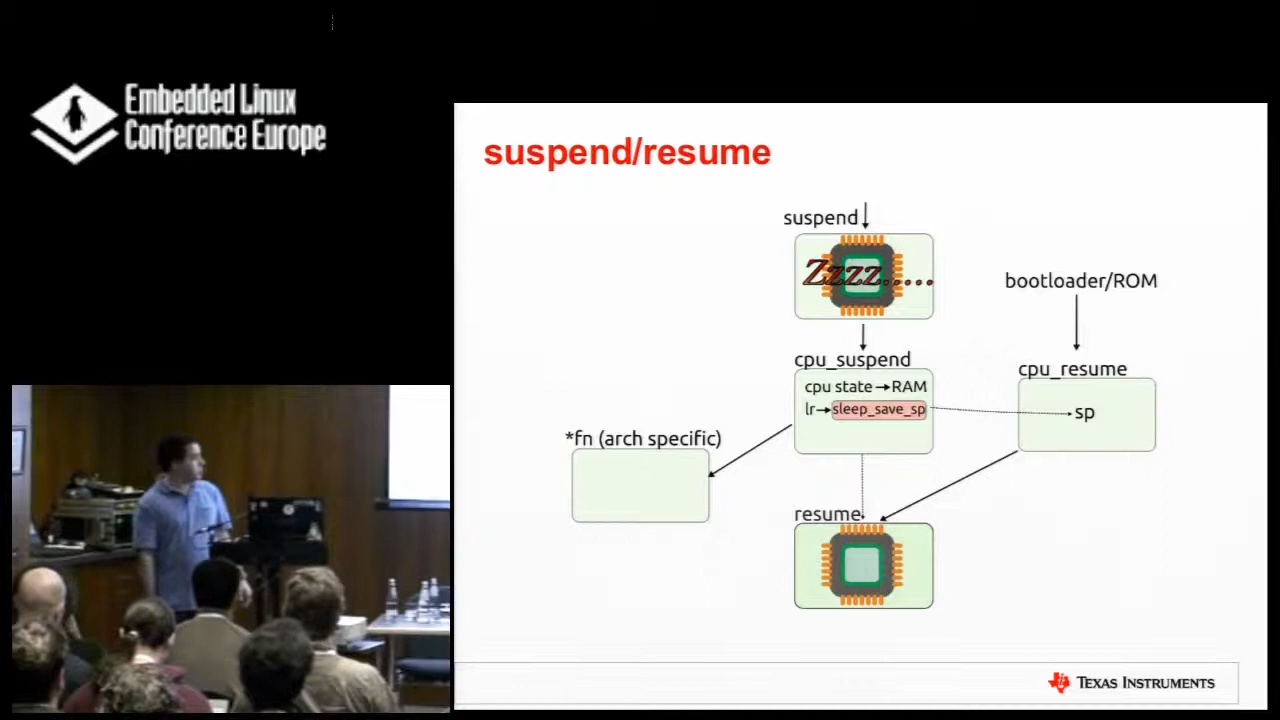 Embedded Linux
Conference Europe
suspend/resume
suspend
Zzzz.....
bootloader/ROM
cpu_suspend
cpu state→RAM
lr→sleep_save_sp
cpu_resume
sp
*fn (arch specific)
resume
TEXAS INSTRUMENTS